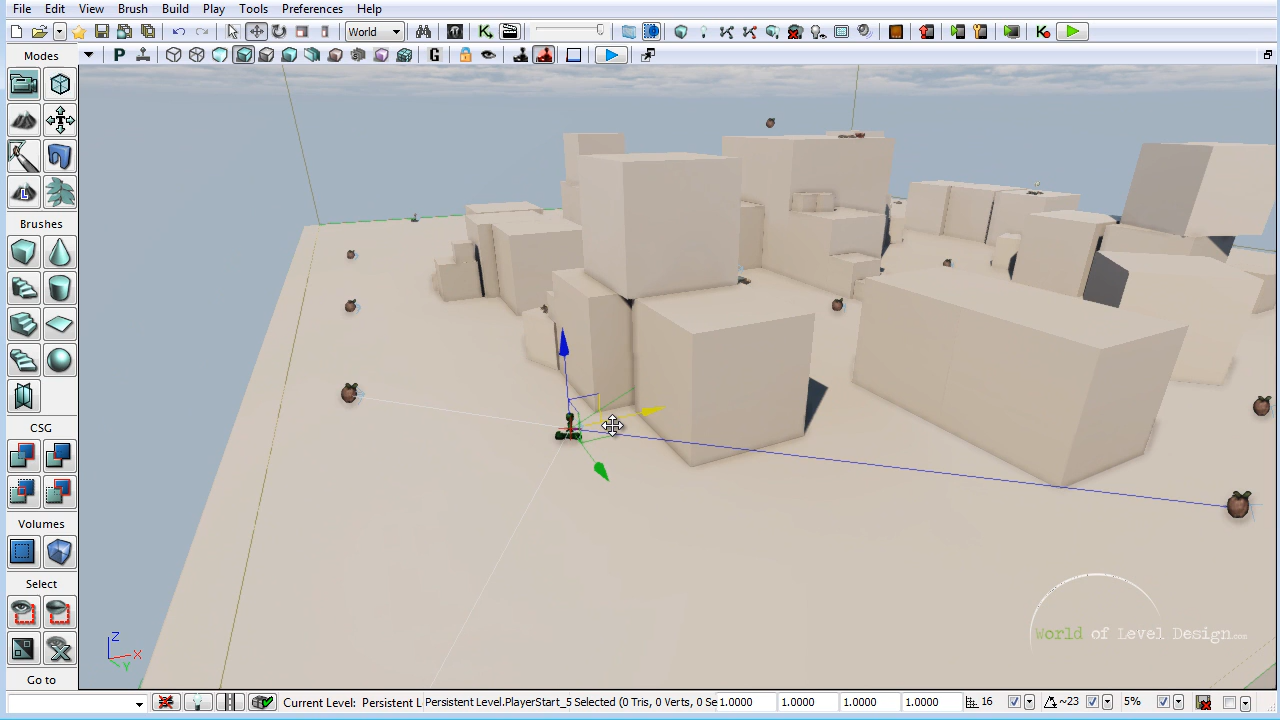 File Edit View Brush Build Play Tools Preferences Help
World
P G
Modes
L
Brushes
CSG
Volumes
Select
Go to
Z
X
Y
World of Level Design.com
Current Level: Persistent L Persistent Level.PlayerStart_5 Selected (0 Tris, 0 Verts, 0 Se 1.0000 1.0000 1.0000 1.0000 16 ~23 5%